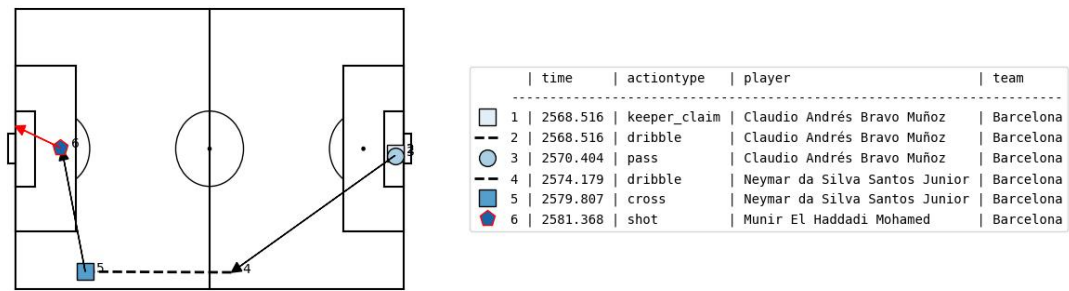 | time | actiontype | player | team
--------------------------------------------------------------------------
1 | 2568.516 | keeper_claim | Claudio Andrés Bravo Muñoz | Barcelona
2 | 2568.516 | dribble | Claudio Andrés Bravo Muñoz | Barcelona
3 | 2570.404 | pass | Claudio Andrés Bravo Muñoz | Barcelona
4 | 2574.179 | dribble | Neymar da Silva Santos Junior | Barcelona
5 | 2579.807 | cross | Neymar da Silva Santos Junior | Barcelona
6 | 2581.368 | shot | Munir El Haddadi Mohamed | Barcelona
6
5
4